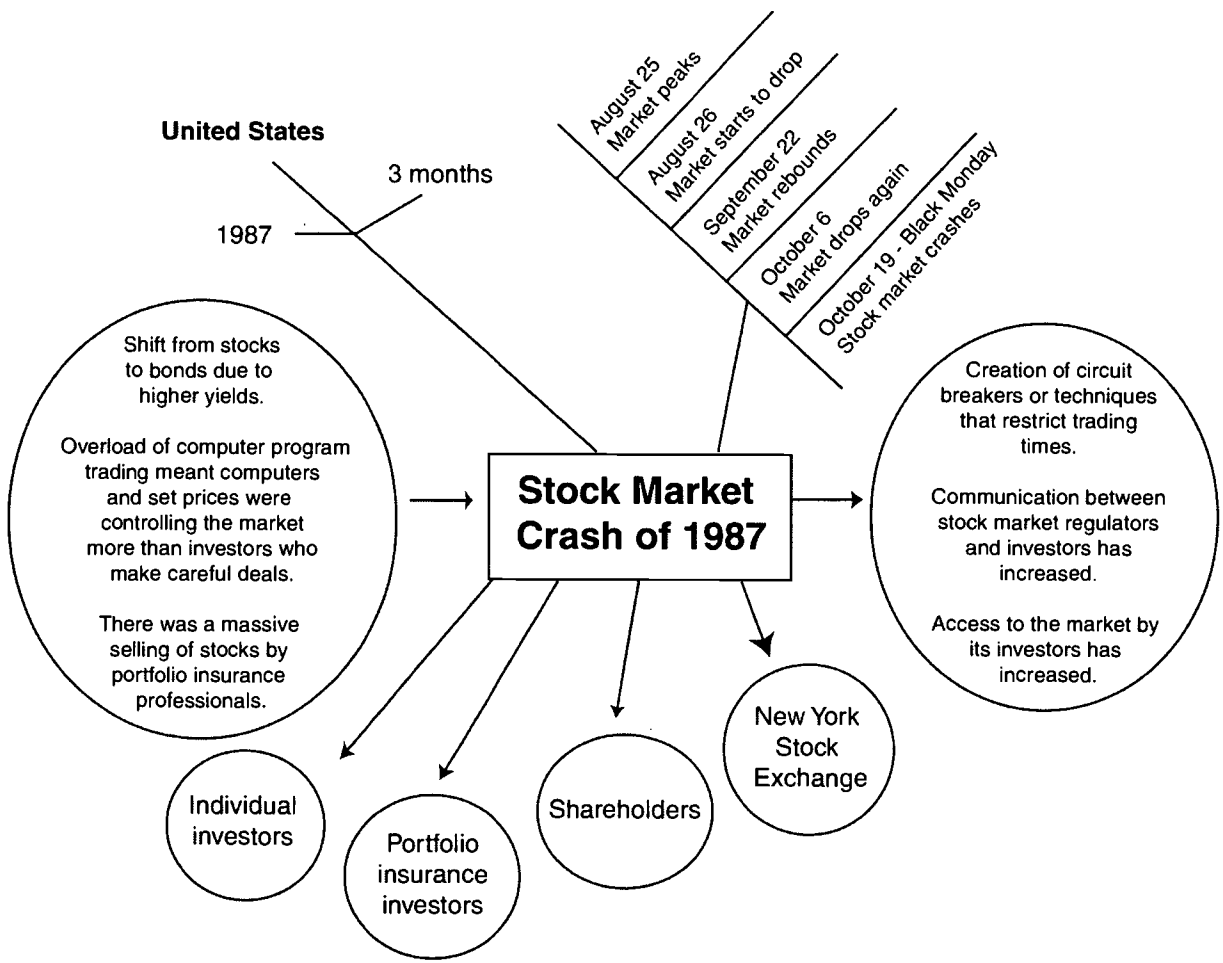 United States
3 months
1987
August 25
Market peaks
August 26
Market starts to drop
September 22
Market rebounds
October 6
Market drops again
October 19 - Black Monday
Stock market crashes
Shift from stocks
to bonds due to
higher yields.
Overload of computer program
trading meant computers
and set prices were
controlling the market
more than investors who
make careful deals.
There was a massive
selling of stocks by
portfolio insurance
professionals.
Stock Market
Crash of 1987
Creation of circuit
breakers or techniques
that restrict trading
times.
Communication between
stock market regulators
and investors has
increased.
Access to the market by
its investors has
increased.
Individual
investors
Portfolio
insurance
investors
Shareholders
New York
Stock
Exchange